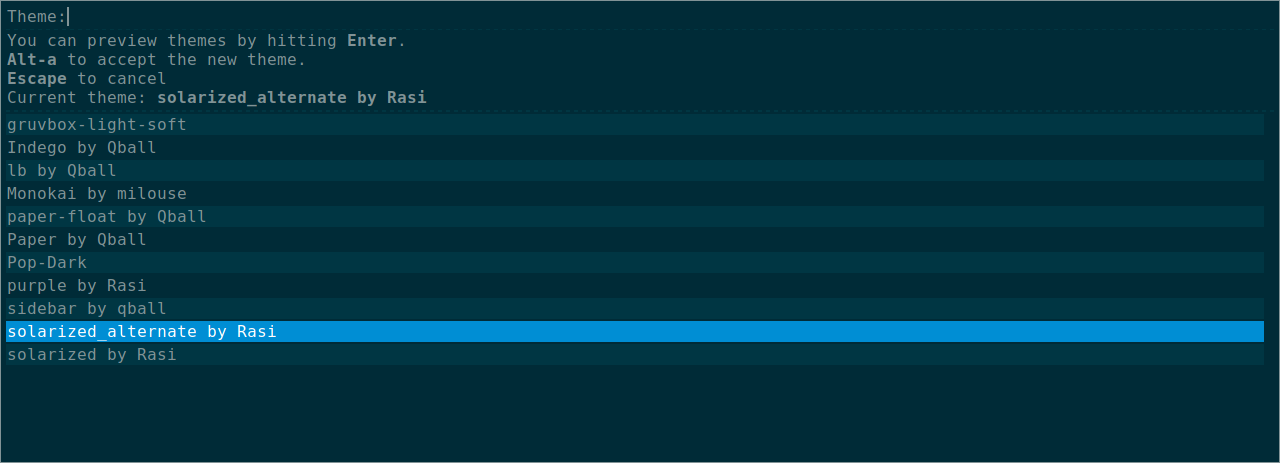 Theme:
You can preview themes by hitting Enter.
Alt-a to accept the new theme.
Escape to cancel
Current theme: solarized_alternate by Rasi
gruvbox-light-soft
Indego by Qball
lb by Qball
Monokai by milouse
paper-float by Qball
Paper by Qball
Pop-Dark
purple by Rasi
sidebar by qball
solarized_alternate by Rasi
solarized by Rasi